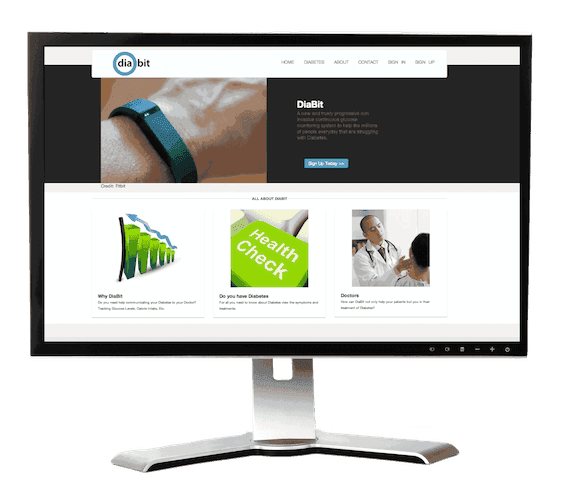 dia bit
HOME DIABETES ABOUT CONTACT SIGN IN SIGN UP
DiaBit
A new and truely progressive non
invasive continuous glucose
monitoring system to help the millions
of people everyday that are struggling
with Diabetes.
Sign Up Today >>
Credit: Fitbit
ALL ABOUT DIABIT
Health
Check
Why DiaBit
Do you need help communicating your Diabetes to your Doctor?
Tracking Glucose Levels, Calorie Intake, Etc.
Do you have Diabetes
For all you need to know about Diabetes view the symptoms and
treatments.
Doctors
How can DiaBit not only help your patients but you in their
treatment of Diabetes?